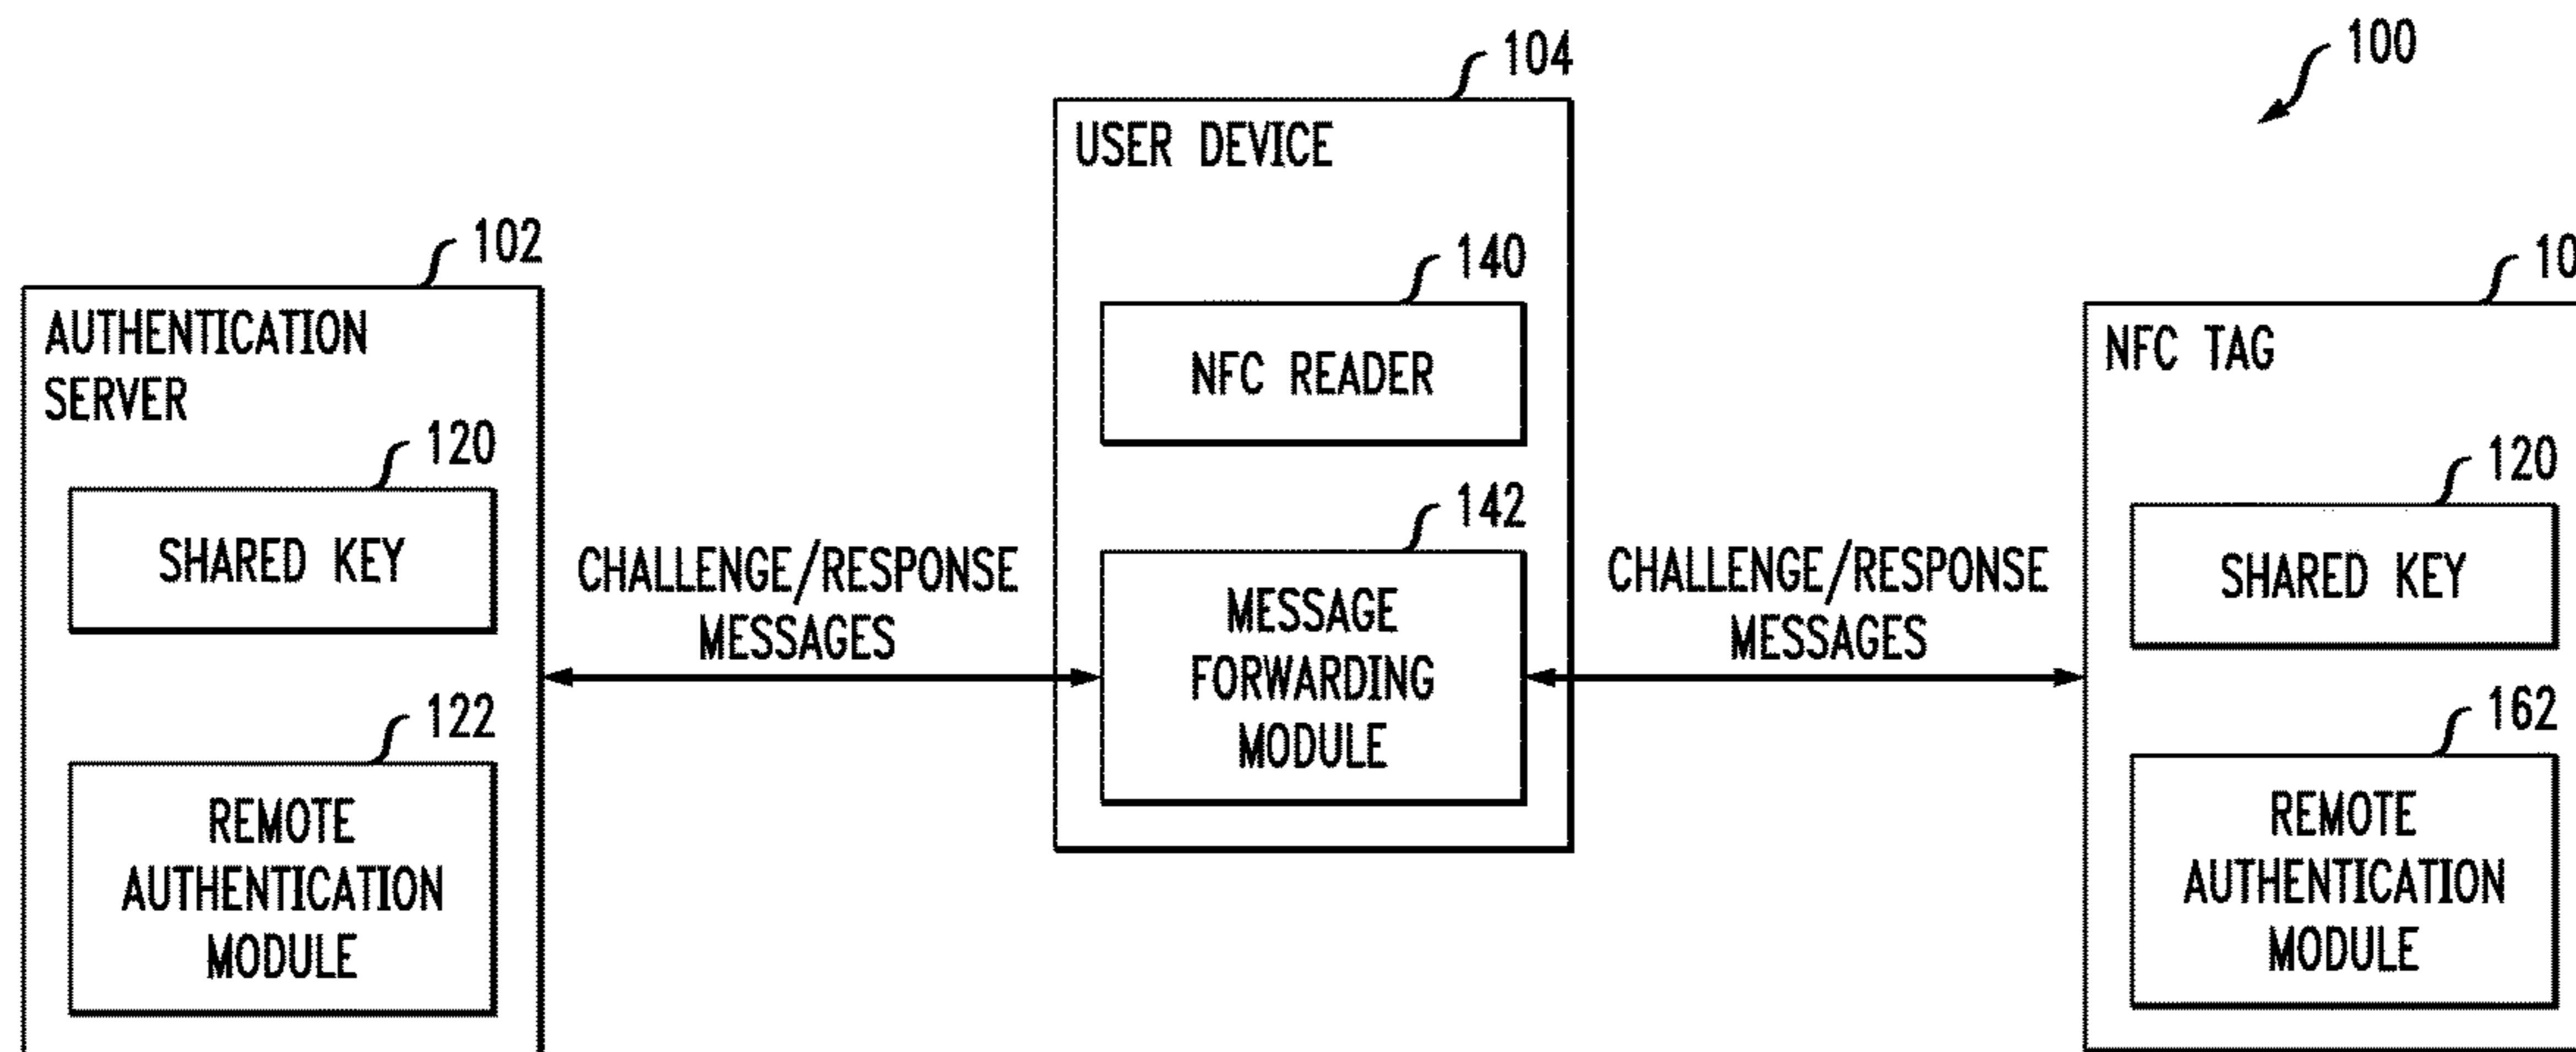 100
104
USER DEVICE
140
NFC READER
142
MESSAGE
FORWARDING
MODULE
102
AUTHENTICATION
SERVER
120
SHARED KEY
122
REMOTE
AUTHENTICATION
MODULE
CHALLENGE/RESPONSE
MESSAGES
CHALLENGE/RESPONSE
MESSAGES
NFC TAG
120
SHARED KEY
162
REMOTE
AUTHENTICATION
MODULE